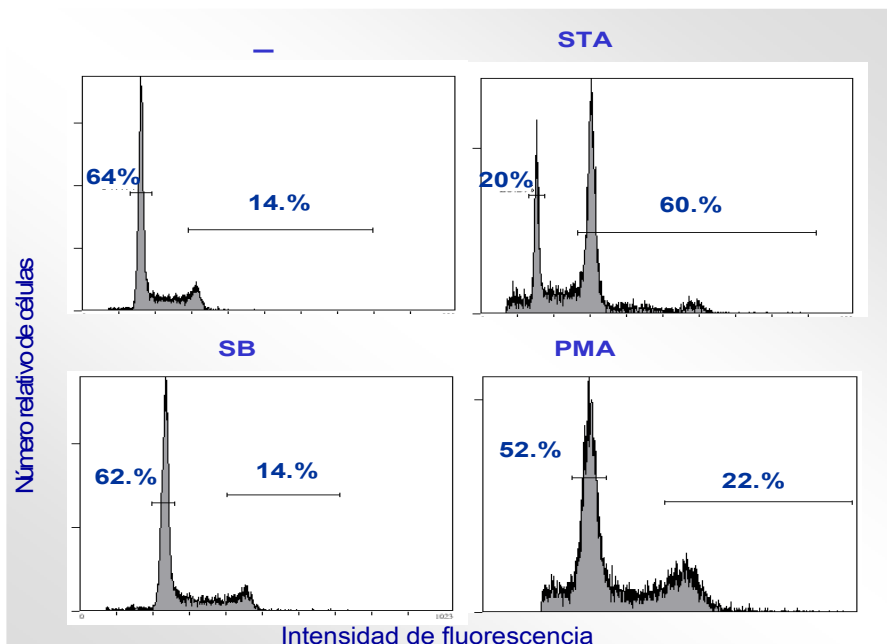 –
STA
64%
14.%
20%
60.%
Número relativo de células
SB
PMA
62.%
14.%
52.%
22.%
0
1023
Intensidad de fluorescencia